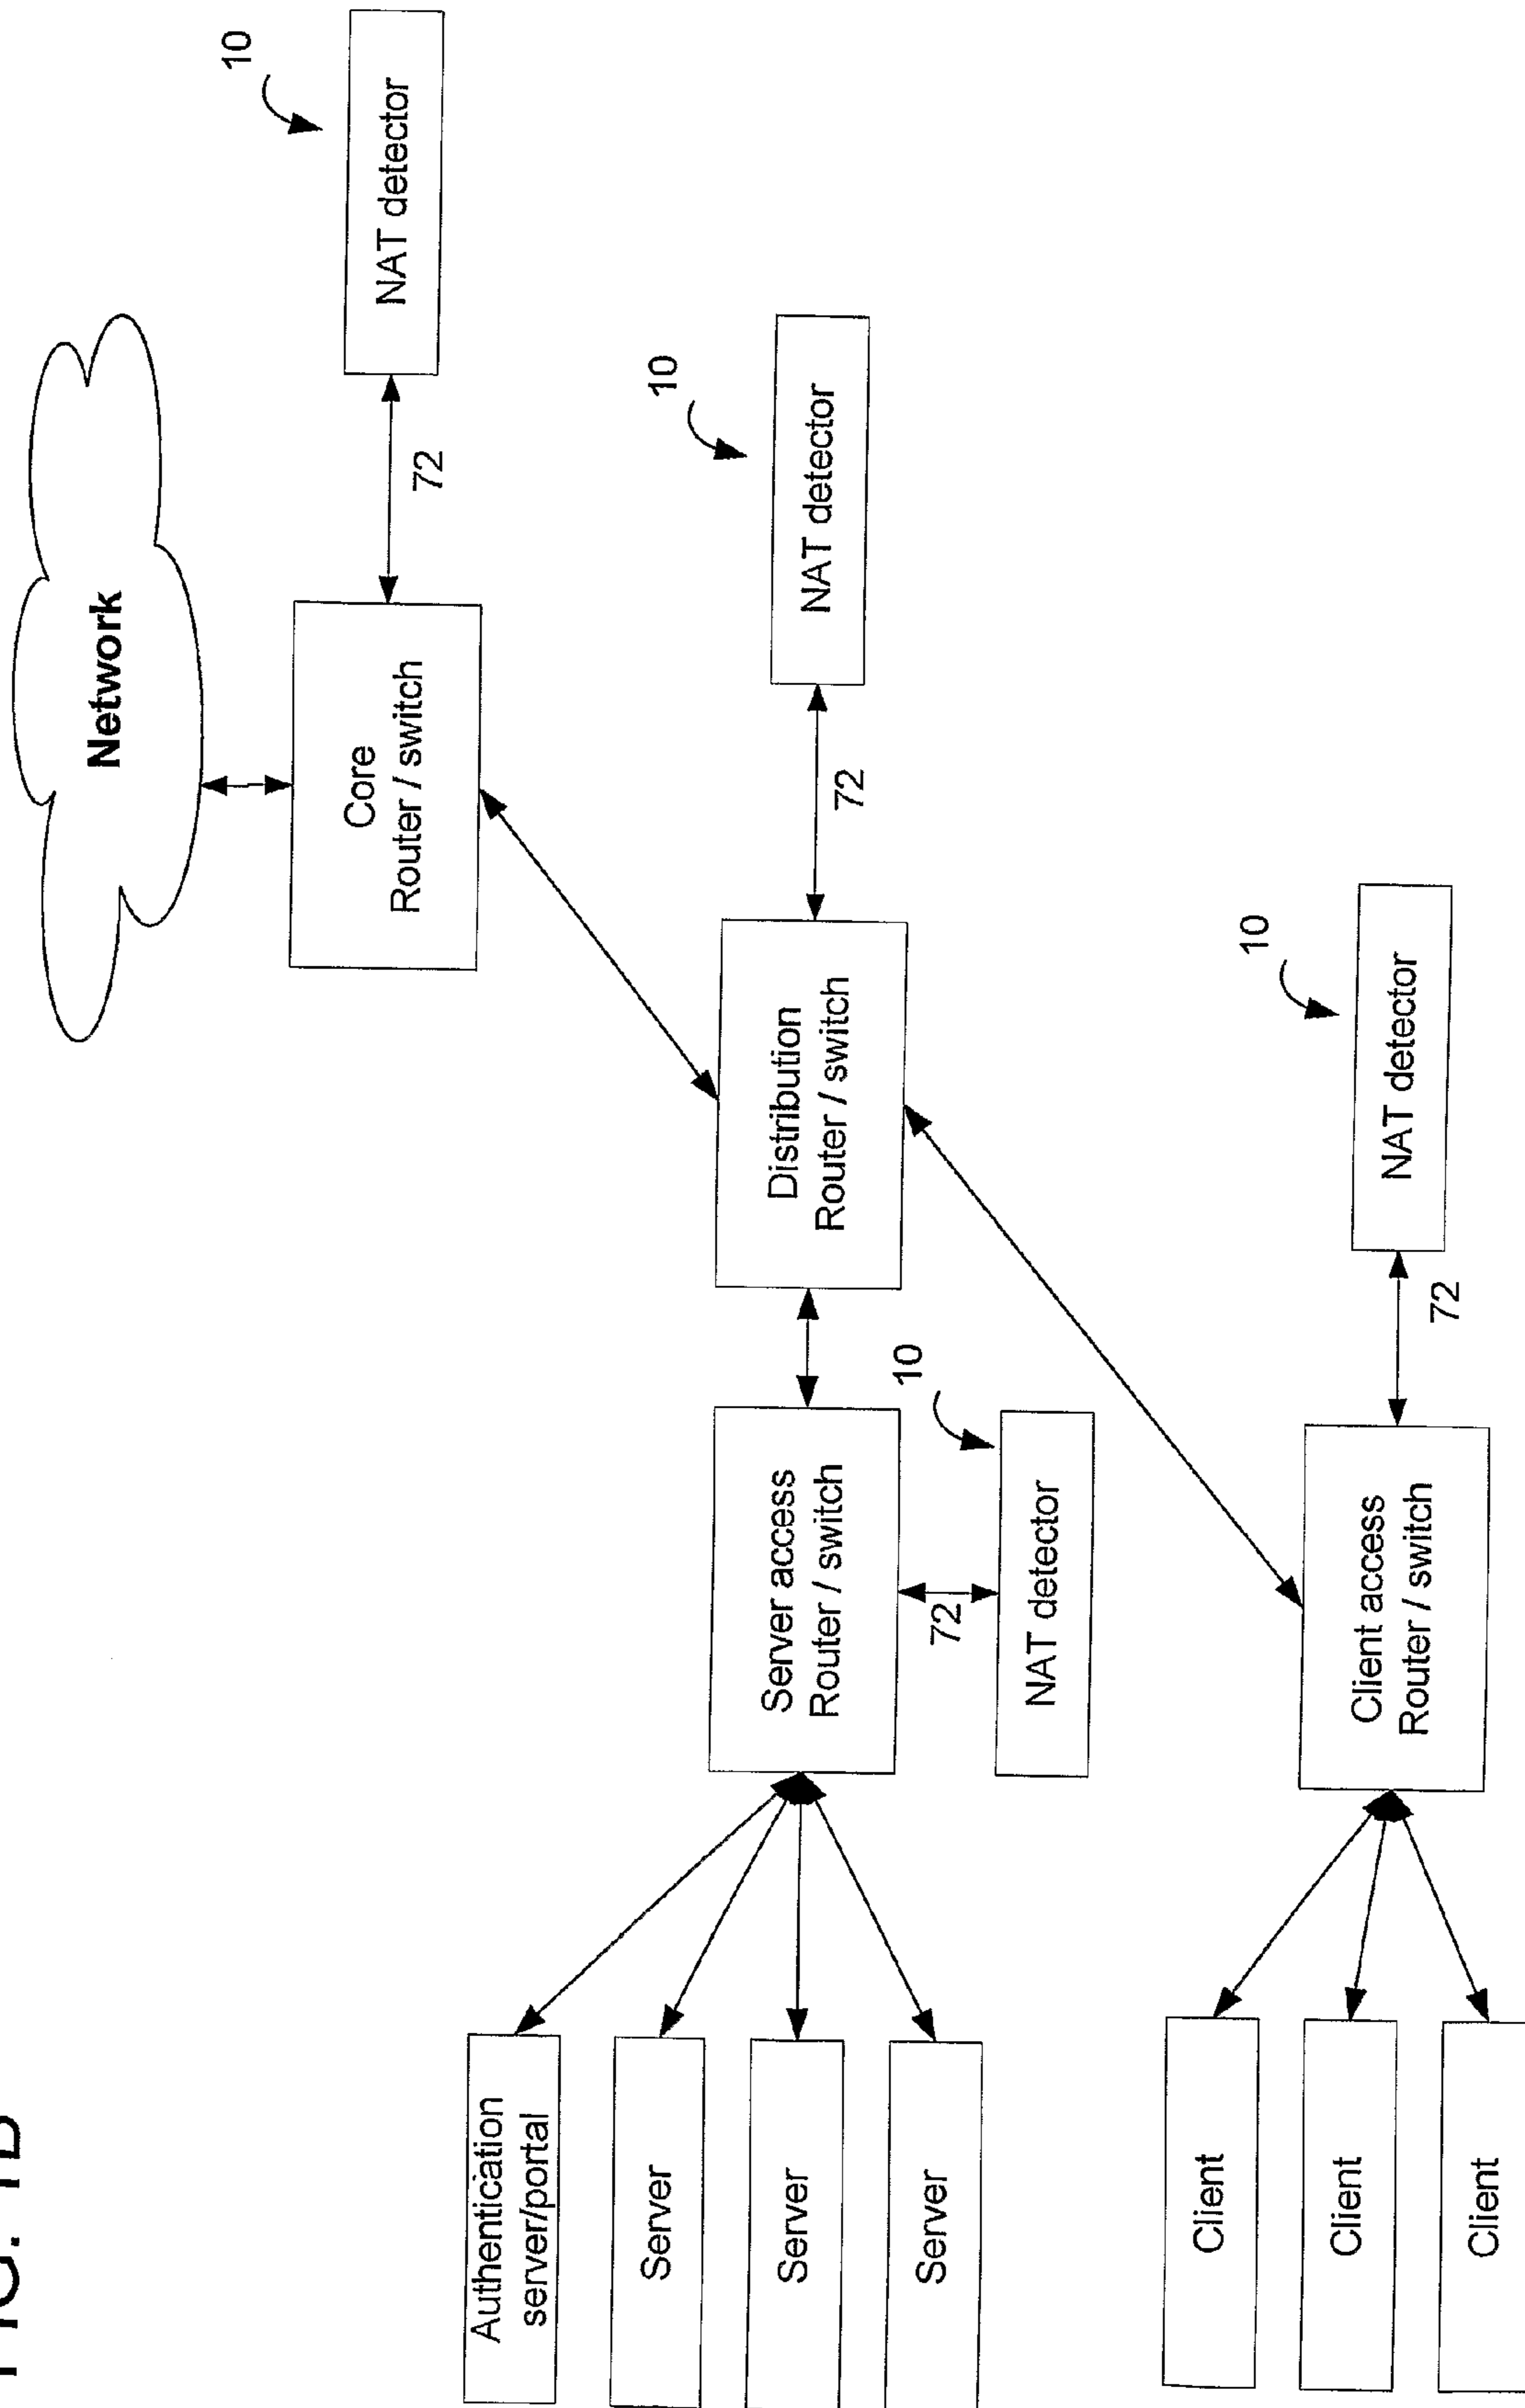 FIG. 1B
Network
10
Core
Router / switch
72
NAT detector
10
Distribution
Router / switch
72
NAT detector
Server access
Router / switch
10
72
NAT detector
Authentication
server/portal
Server
Server
Server
10
Client access
Router / switch
72
NAT detector
Client
Client
Client